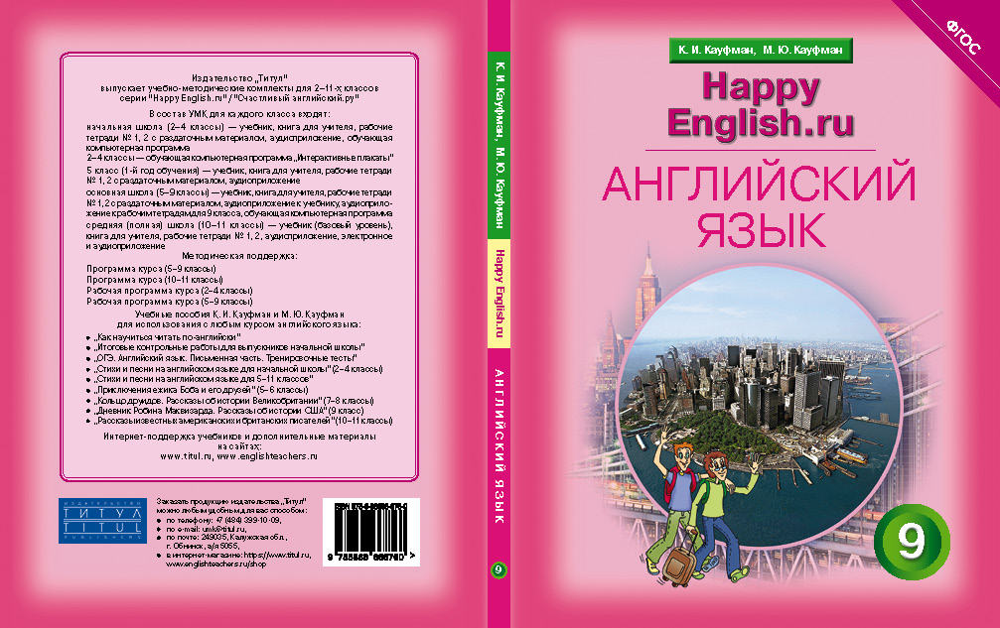 Издательство „Титул"
выпускает учебно-методические комплекты для 2–11-х классов
серии "Happy English.ru" / "Счастливый английский.ру"
В состав УМК для каждого класса входят:
начальная школа (2–4 классы) — учебник, книга для учителя, рабочие
тетради № 1, 2 с раздаточным материалом, аудиоприложение, обучающая
компьютерная программа
2–4 классы — обучающая компьютерная программа „Интерактивные плакаты"
5 класс (1-й год обучения) — учебник, книга для учителя, рабочие тетради
№ 1, 2 с раздаточным материалом, аудиоприложение
основная школа (5–9 классы) — учебник, книга для учителя, рабочие тетради
№ 1, 2 с раздаточным материалом, аудиоприложение к учебнику, аудиоприло-
жение к рабочим тетрадям для 9 класса, обучающая компьютерная программа
средняя (полная) школа (10–11 классы) — учебник (базовый уровень),
книга для учителя, рабочие тетради № 1, 2, аудиоприложение, электронное
и аудиоприложение
Методическая поддержка:
Программа курса (5–9 классы)
Программа курса (10–11 классы)
Рабочая программа курса (2–4 классы)
Рабочая программа курса (5–9 классы)
Учебные пособия К. И. Кауфман и М. Ю. Кауфман
для использования с любым курсом английского языка:
● „Как научиться читать по-английски"
● „Итоговые контрольные работы для выпускников начальной школы"
● „ОГЭ. Английский язык. Письменная часть. Тренировочные тесты"
● „Стихи и песни на английском языке для начальной школы" (2–4 классы)
● „Стихи и песни на английском языке для 5–11 классов"
● „Приключения ежика Боба и его друзей" (5–6 классы)
● „Кольцо друидов. Рассказы об истории Великобритании" (7–8 классы)
● „Дневник Робина Маквизарда. Рассказы об истории США" (9 класс)
● „Рассказы известных американских и британских писателей" (10–11 классы)
Интернет-поддержка учебников и дополнительные материалы
на сайтах:
www.titul.ru, www.englishteachers.ru
ИЗДАТЕЛЬСТВО
ТИТУЛ
TITUL
PUBLISHERS
Заказать продукцию издательства „Титул"
можно любым удобным для вас способом:
● по телефону: +7 (484) 399-10-09,
● по e-mail: umk@titul.ru,
● по почте: 249035, Калужская обл.,
г. Обнинск, а/я 5055,
● в интернет-магазине: https://www.titul.ru,
www.englishteachers.ru/shop
К. И. Кауфман, М. Ю. Кауфман
Happy English.ru
АНГЛИЙСКИЙ ЯЗЫК
9
ФГОС
К. И. Кауфман, М. Ю. Кауфман
Happy
English.ru
АНГЛИЙСКИЙ
ЯЗЫК
9